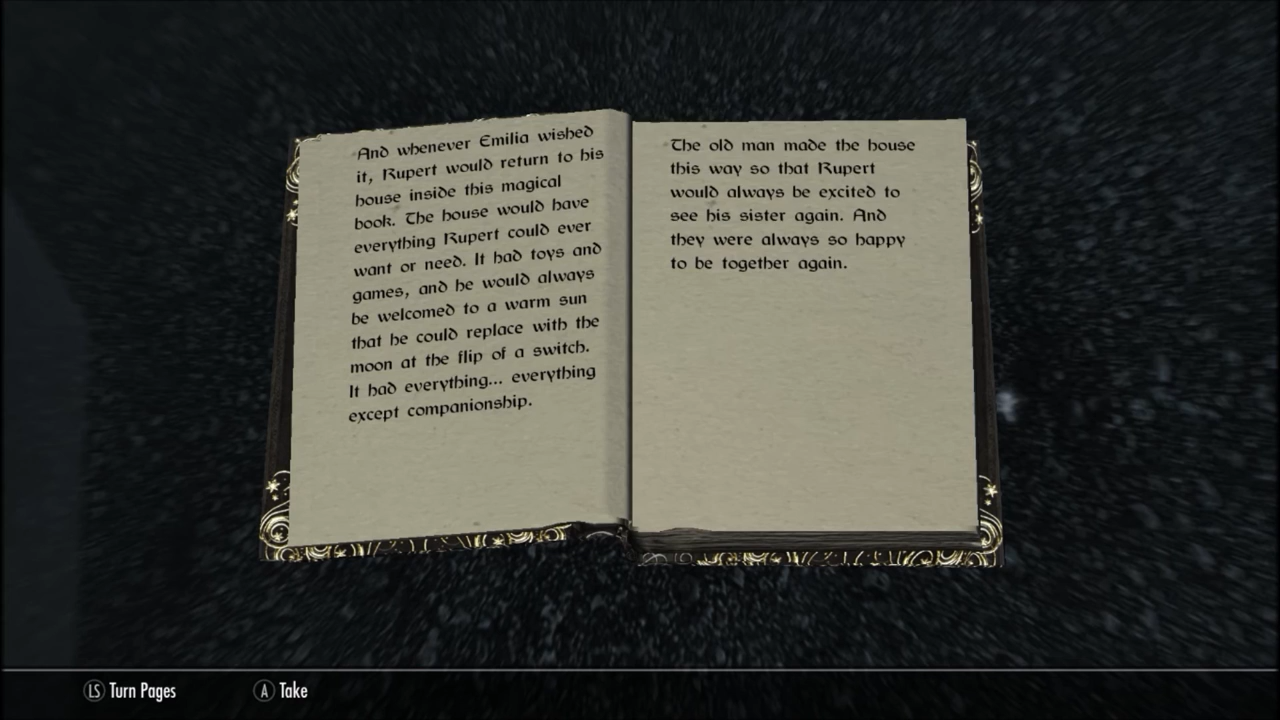 And whenever Emilia wished
it, Rupert would return to his
house inside this magical
book. The house would have
everything Rupert could ever
want or need. It had toys and
games, and he would always
be welcomed to a warm sun
that he could replace with the
moon at the flip of a switch.
It had everything... everything
except companionship.
The old man made the house
this way so that Rupert
would always be excited to
see his sister again. And
they were always so happy
to be together again.
LS Turn Pages
A Take